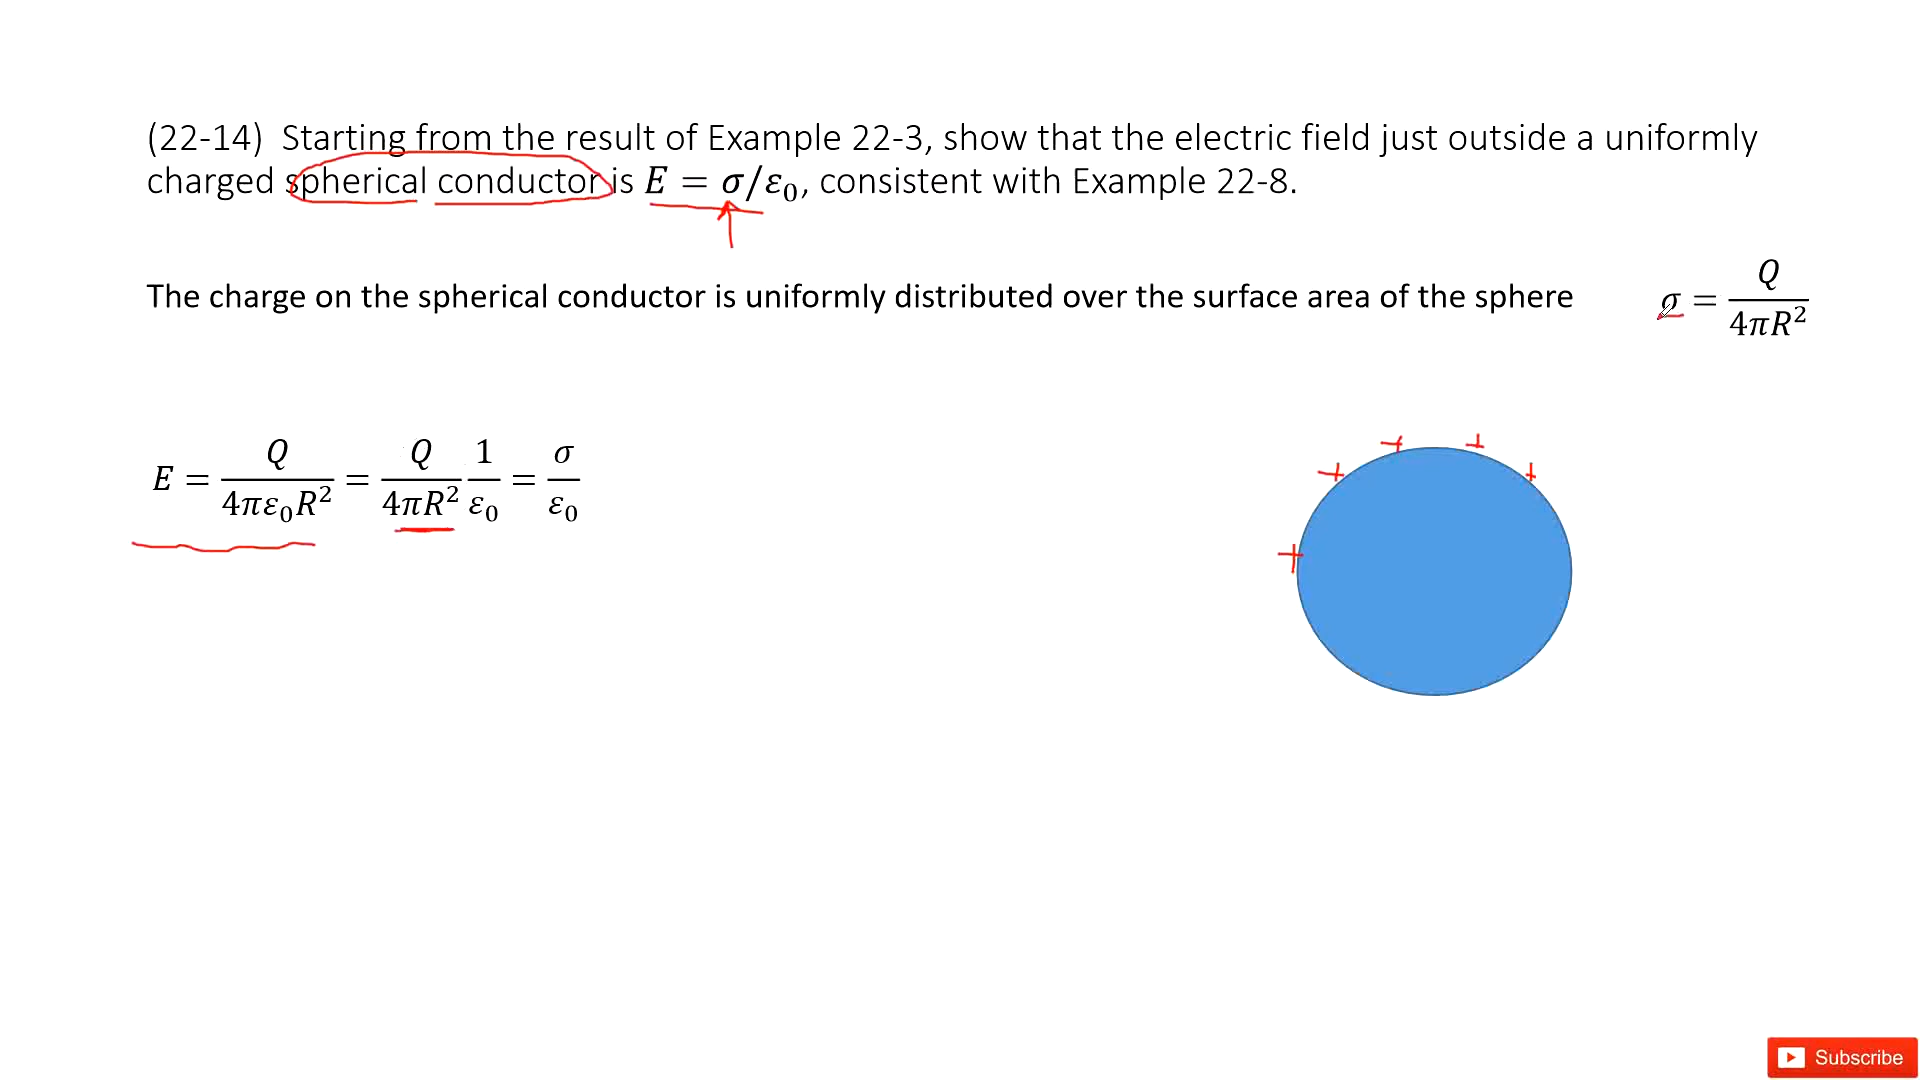 (22-14) Starting from the result of Example 22-3, show that the electric field just outside a uniformly
charged spherical conductor is E = σ/ε₀, consistent with Example 22-8.
The charge on the spherical conductor is uniformly distributed over the surface area of the sphere σ = Q / 4πR²
E = Q / 4πε₀R² = Q / 4πR² 1 / ε₀ = σ / ε₀
+ + + + +
Subscribe